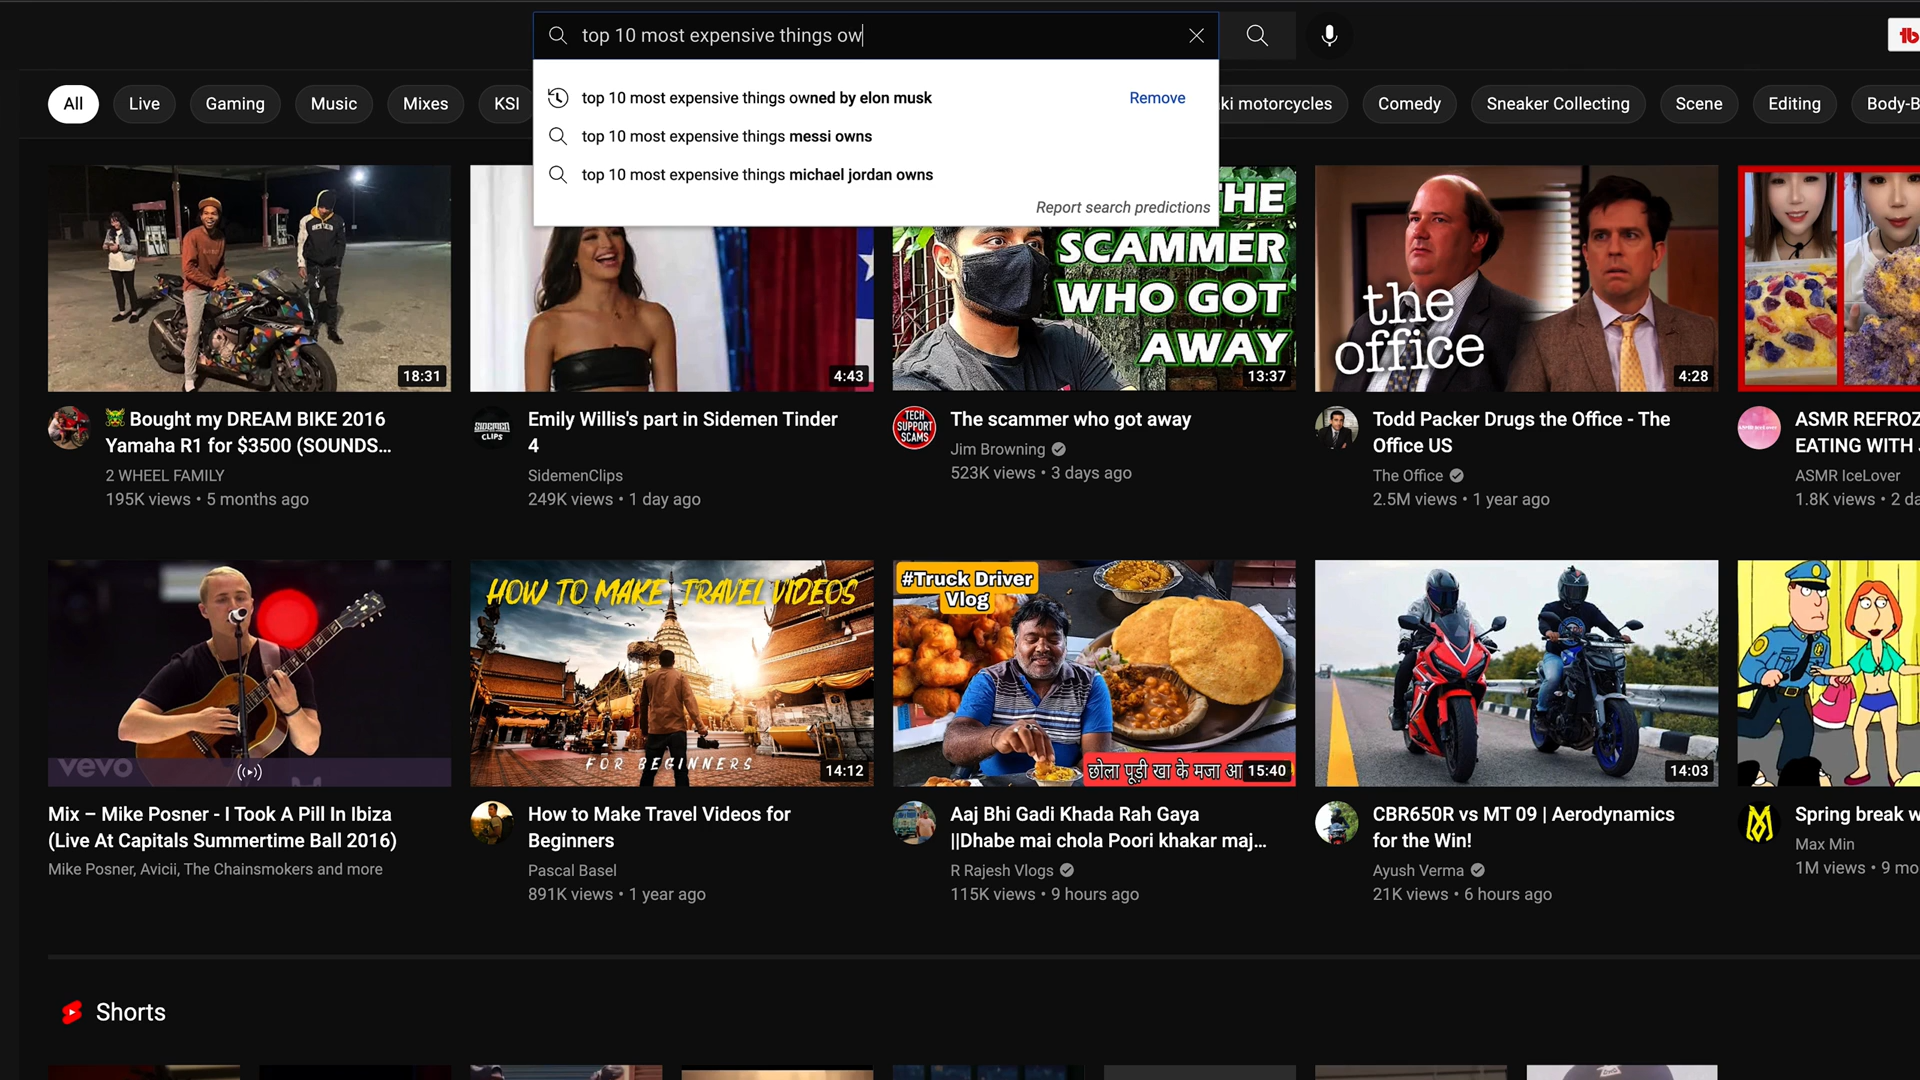 top 10 most expensive things ow
top 10 most expensive things owned by elon musk
Remove
top 10 most expensive things messi owns
top 10 most expensive things michael jordan owns
Report search predictions
All
Live
Gaming
Music
Mixes
KSI
ki motorcycles
Comedy
Sneaker Collecting
Scene
Editing
Body-B
18:31
4:43
THE
SCAMMER
WHO GOT
AWAY
13:37
the
office
4:28
Bought my DREAM BIKE 2016
Yamaha R1 for $3500 (SOUNDS...
2 WHEEL FAMILY
195K views • 5 months ago
SIDEMEN
CLIPS
Emily Willis's part in Sidemen Tinder
4
SidemenClips
249K views • 1 day ago
TECH
SUPPORT
SCAMS
The scammer who got away
Jim Browning
523K views • 3 days ago
Todd Packer Drugs the Office - The
Office US
The Office
2.5M views • 1 year ago
ASMR REFROZ
EATING WITH
ASMR IceLover
1.8K views • 2 da
vevo
HOW TO MAKE TRAVEL VIDEOS
FOR BEGINNERS
14:12
#Truck Driver
Vlog
छोला पूड़ी खा के मजा आ
15:40
14:03
Mix – Mike Posner - I Took A Pill In Ibiza
(Live At Capitals Summertime Ball 2016)
Mike Posner, Avicii, The Chainsmokers and more
How to Make Travel Videos for
Beginners
Pascal Basel
891K views • 1 year ago
Aaj Bhi Gadi Khada Rah Gaya
||Dhabe mai chola Poori khakar maj...
R Rajesh Vlogs
115K views • 9 hours ago
CBR650R vs MT 09 | Aerodynamics
for the Win!
Ayush Verma
21K views • 6 hours ago
Spring break w
Max Min
1M views • 9 mo
Shorts